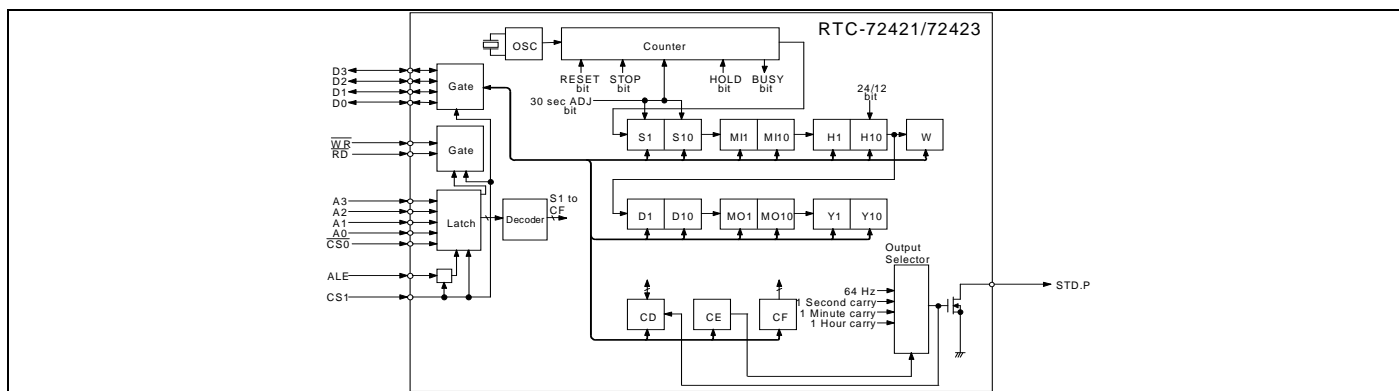 RTC-72421/72423
OSC
Counter
D3
D2
D1
D0
Gate
RESET
bit
STOP
bit
HOLD
bit
BUSY
bit
30 sec ADJ
bit
24/12
bit
WR
RD
Gate
S1 S10 MI1 MI10 H1 H10 W
A3
A2
A1
A0
CS0
Latch
Decoder
S1 to
CF
D1 D10 MO1 MO10 Y1 Y10
ALE
CS1
Output
Selector
64 Hz
1 Second carry
1 Minute carry
1 Hour carry
CD CE CF
STD.P